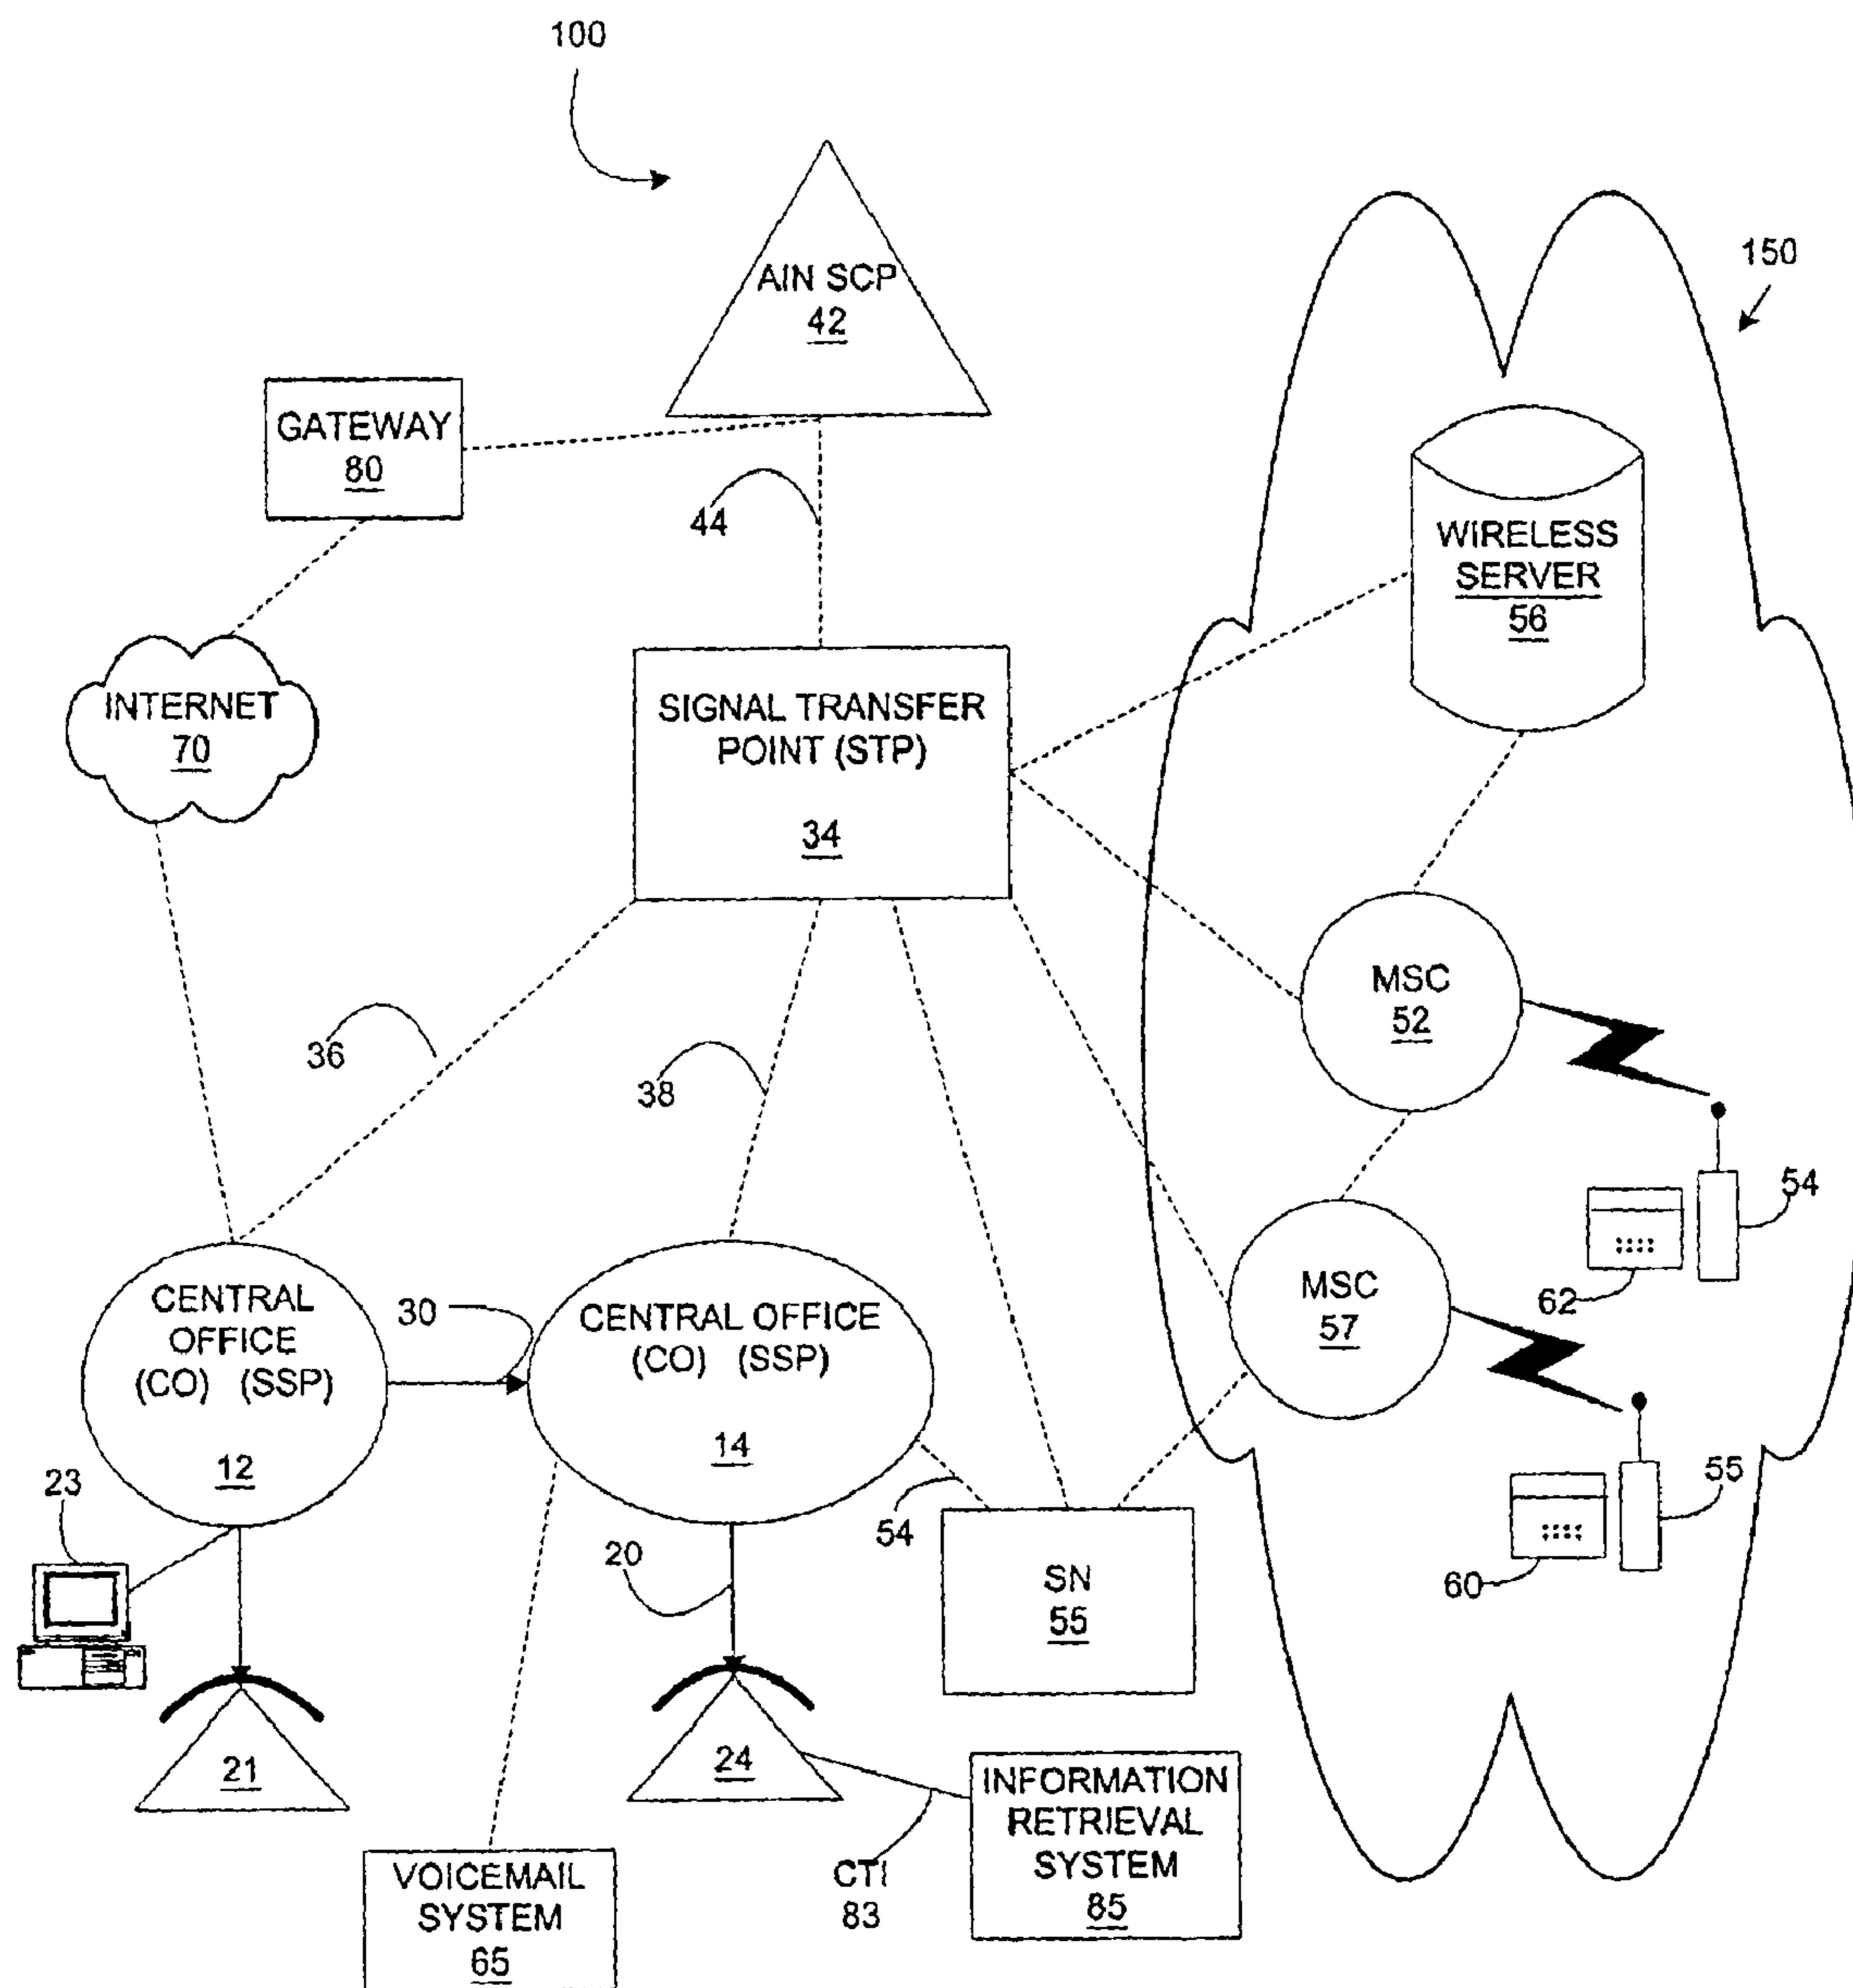 100
AIN SCP
42
150
GATEWAY
80
44
WIRELESS
SERVER
56
INTERNET
70
SIGNAL TRANSFER
POINT (STP)
34
MSC
52
36
38
54
62
MSC
57
CENTRAL
OFFICE
(CO) (SSP)
12
30
CENTRAL OFFICE
(CO) (SSP)
14
23
20
54
SN
55
55
60
21
24
INFORMATION
RETRIEVAL
SYSTEM
85
CTI
83
VOICEMAIL
SYSTEM
65